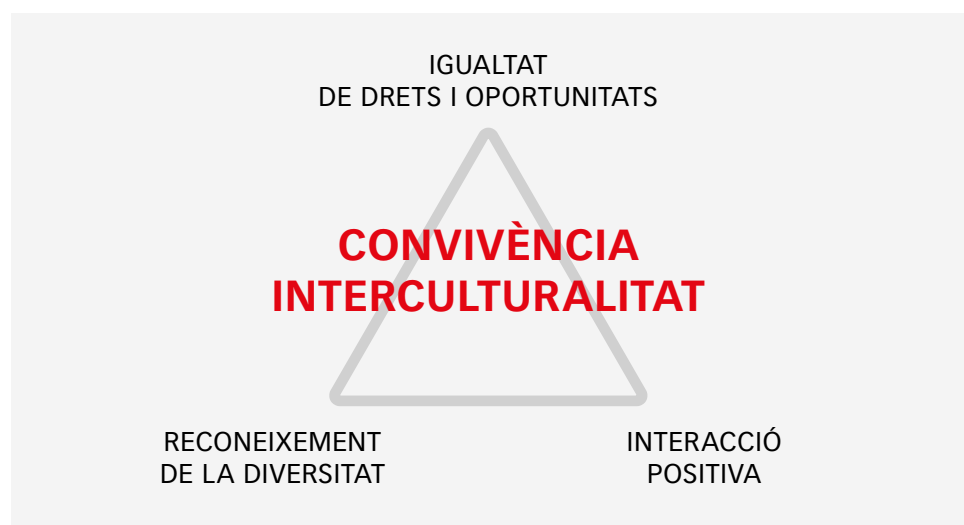 IGUALTAT
DE DRETS I OPORTUNITATS
CONVIVÈNCIA
INTERCULTURALITAT
RECONEIXEMENT
DE LA DIVERSITAT
INTERACCIÓ
POSITIVA